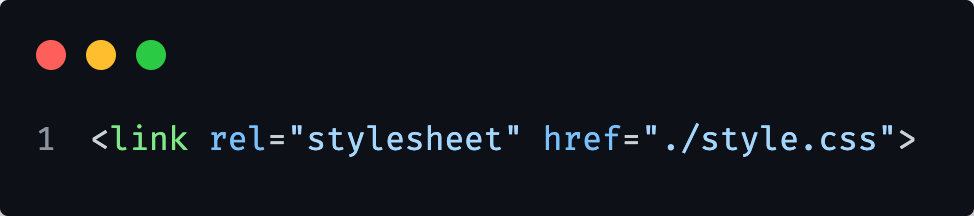 1 <link rel="stylesheet" href="./style.css">